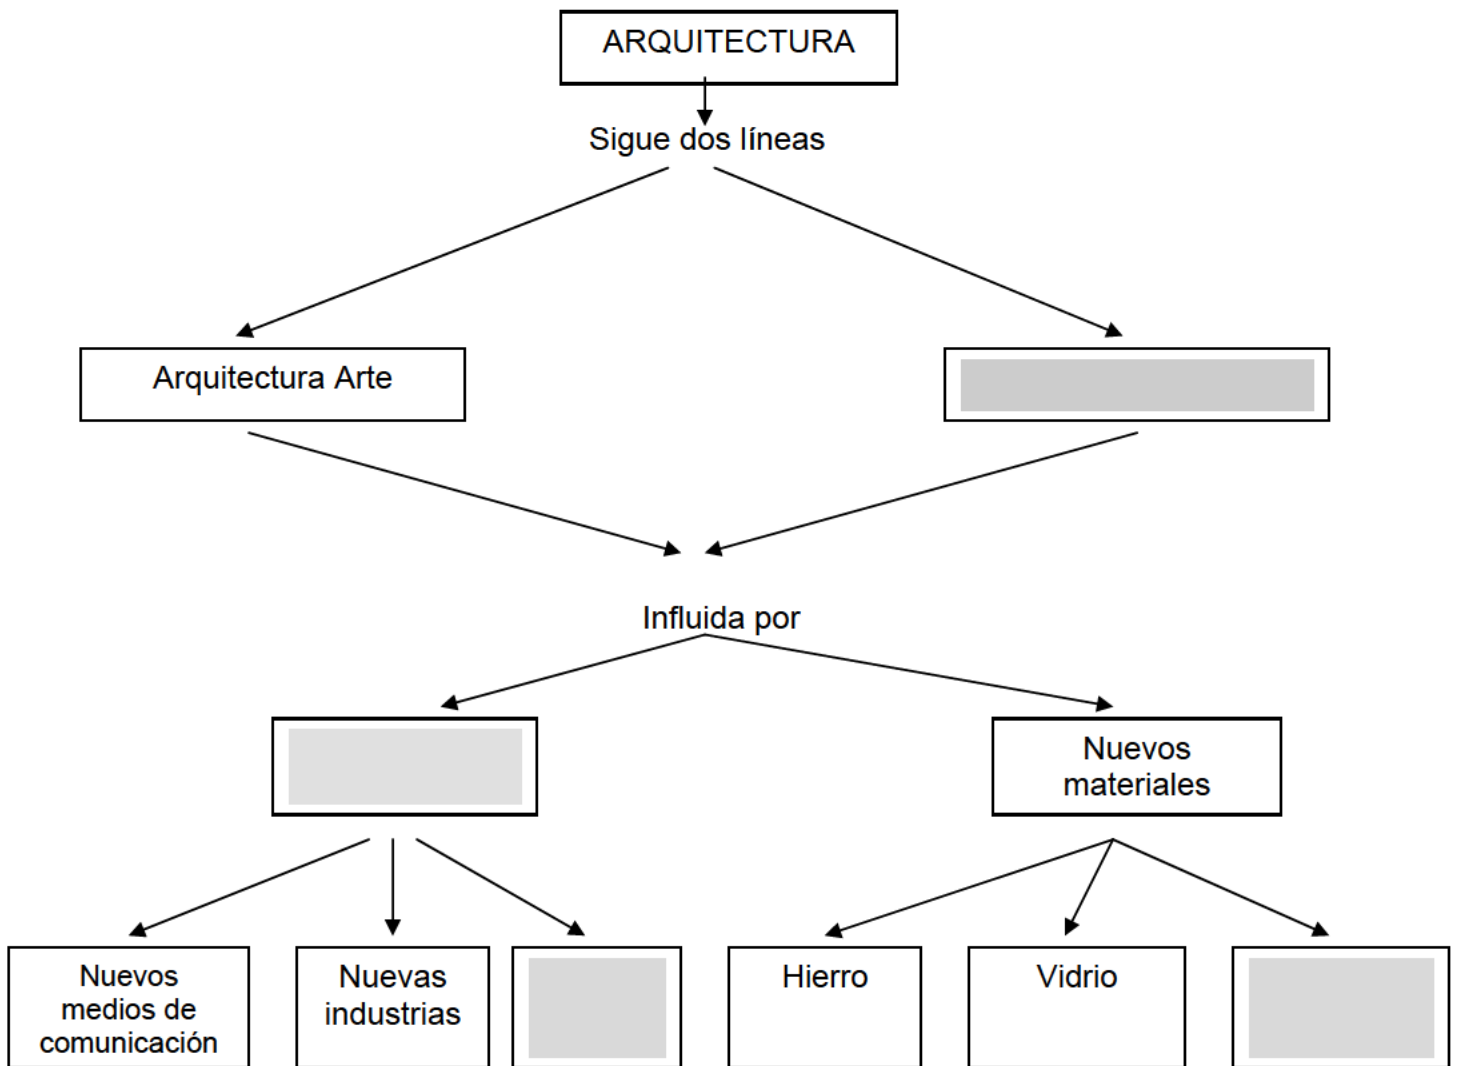 ARQUITECTURA
Sigue dos líneas
Arquitectura Arte
Influida por
Nuevos
materiales
Nuevos
medios de
comunicación
Nuevas
industrias
Hierro
Vidrio